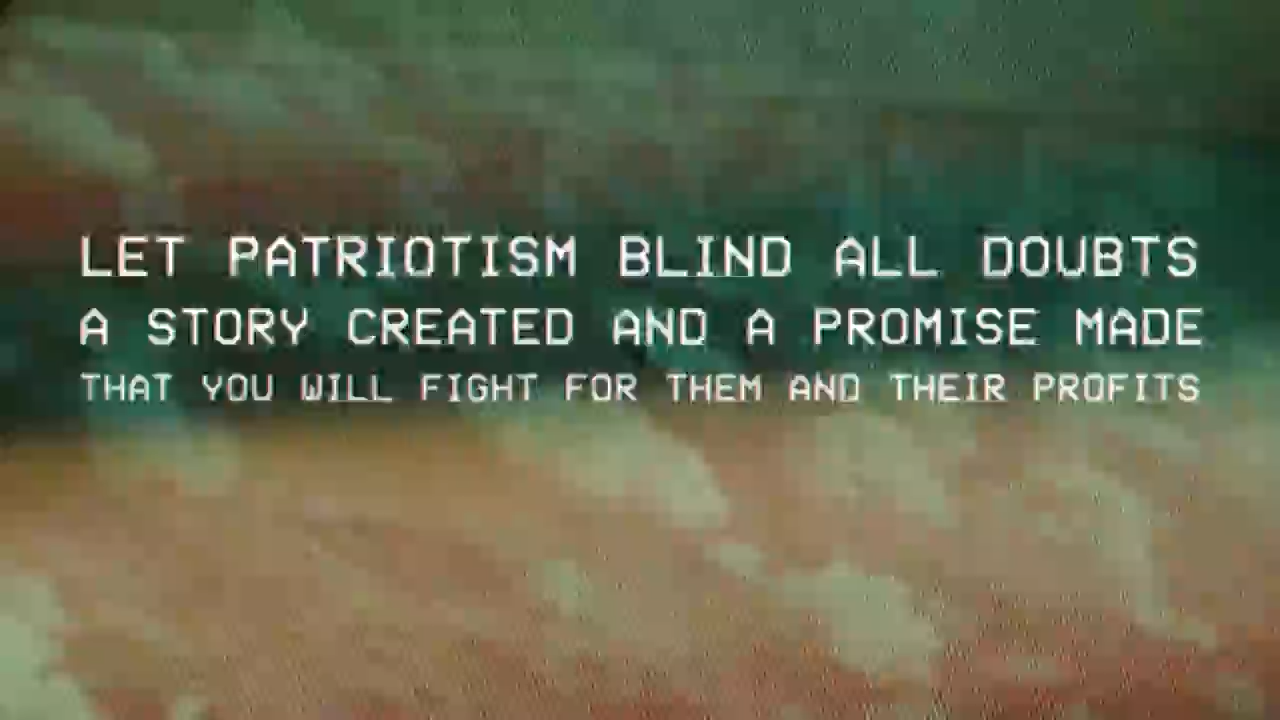 LET PATRIOTISM BLIND ALL DOUBTS
A STORY CREATED AND A PROMISE MADE
THAT YOU WILL FIGHT FOR THEM AND THEIR PROFITS